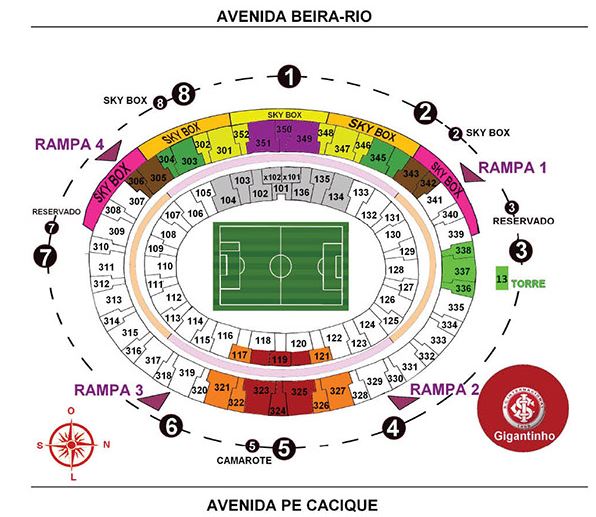 AVENIDA BEIRA-RIO
1
SKY BOX 8 8
2
2 SKY BOX
RAMPA 4
RAMPA 1
SKY BOX
SKY BOX
SKY BOX
SKY BOX
SKY BOX
306 305 304 303 302 301 352 351 350 349 348 347 346 345 343 342
307 308 309 310 311 312 313 314 315 316 317 318 319 320
341 340 339 338 337 336 335 334 333 332 331 330 329 328
105 104 103 102 x102 x101 101 136 135 134 133
107 106 108 109 110 111 112 113 114 115 116
132 131 130 129 128 127 126 125 124 123 122
117 118 119 120 121
321 322 323 324 325 326 327
RESERVADO
7
7
3
RESERVADO
3
13 TORRE
RAMPA 3
RAMPA 2
6
4
5 5
CAMAROTE
O
S N
L
Gigantinho
AVENIDA PE CACIQUE